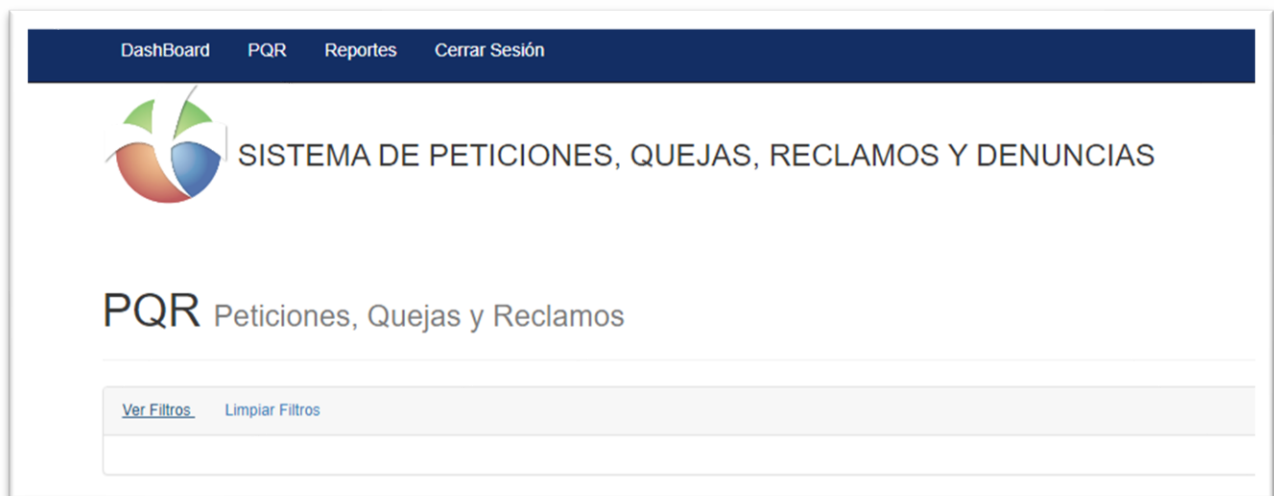 DashBoard PQR Reportes Cerrar Sesión
SISTEMA DE PETICIONES, QUEJAS, RECLAMOS Y DENUNCIAS
PQR Peticiones, Quejas y Reclamos
Ver Filtros Limpiar Filtros